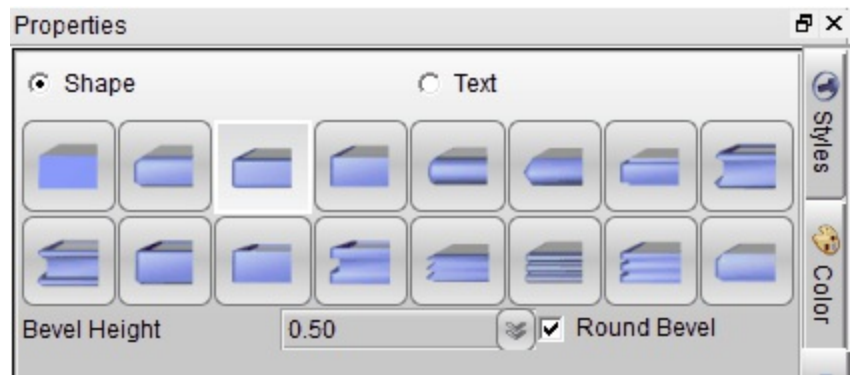 Properties
Shape
Text
Styles
Color
Bevel Height
0.50
Round Bevel